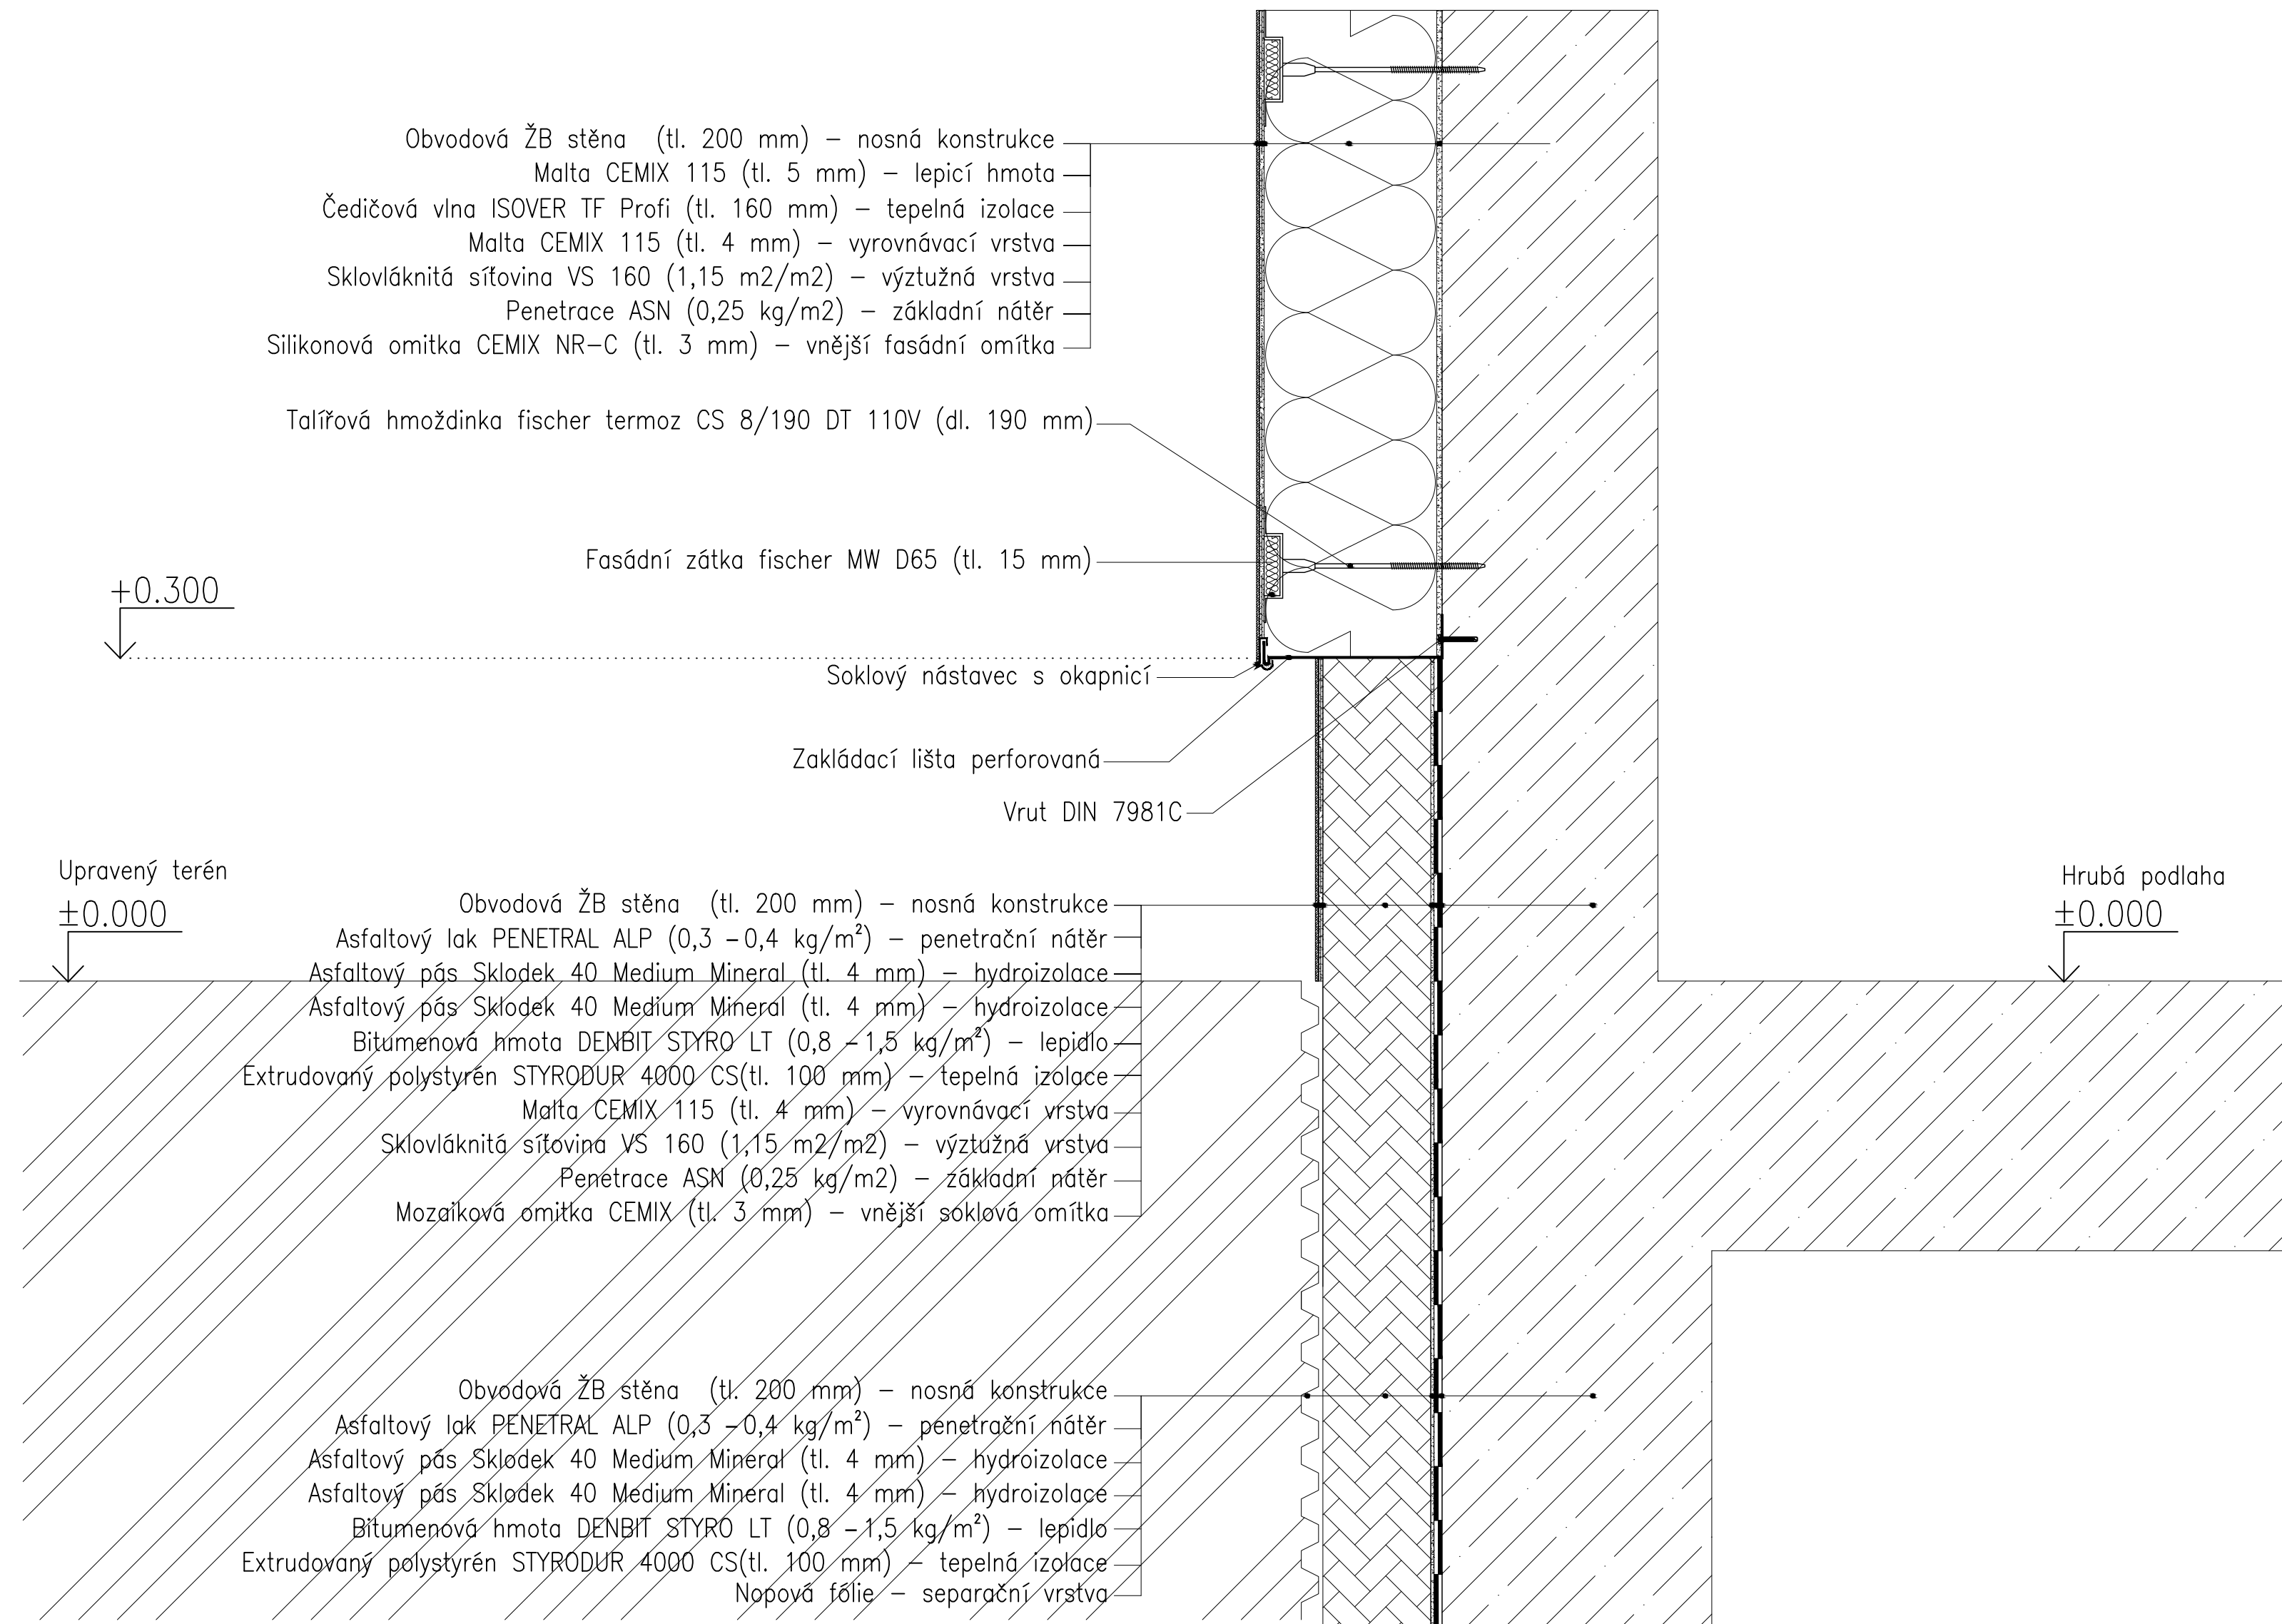 Obvodová ŽB stěna (tl. 200 mm) – nosná konstrukce
Malta CEMIX 115 (tl. 5 mm) – lepicí hmota
Čedičová vlna ISOVER TF Profi (tl. 160 mm) – tepelná izolace
Malta CEMIX 115 (tl. 4 mm) – vyrovnávací vrstva
Sklovláknitá síťovina VS 160 (1,15 m2/m2) – výztužná vrstva
Penetrace ASN (0,25 kg/m2) – základní nátěr
Silikonová omitka CEMIX NR–C (tl. 3 mm) – vnější fasádní omítka
Talířová hmoždinka fischer termoz CS 8/190 DT 110V (dl. 190 mm)
Fasádní zátka fischer MW D65 (tl. 15 mm)
+0.300
Soklový nástavec s okapnicí
Zakládací lišta perforovaná
Vrut DIN 7981C
Upravený terén
±0.000
Hrubá podlaha
±0.000
Obvodová ŽB stěna (tl. 200 mm) – nosná konstrukce
Asfaltový lak PENETRAL ALP (0,3 –0,4 kg/m²) – penetrační nátěr
Asfaltový pás Sklodek 40 Medium Mineral (tl. 4 mm) – hydroizolace
Asfaltový pás Sklodek 40 Medium Mineral (tl. 4 mm) – hydroizolace
Bitumenová hmota DENBIT STYRO LT (0,8 –1,5 kg/m²) – lepidlo
Extrudovaný polystyrén STYRODUR 4000 CS(tl. 100 mm) – tepelná izolace
Malta CEMIX 115 (tl. 4 mm) – vyrovnávací vrstva
Sklovláknitá síťovina VS 160 (1,15 m2/m2) – výztužná vrstva
Penetrace ASN (0,25 kg/m2) – základní nátěr
Mozaiková omitka CEMIX (tl. 3 mm) – vnější soklová omítka
Obvodová ŽB stěna (tl. 200 mm) – nosná konstrukce
Asfaltový lak PENETRAL ALP (0,3 –0,4 kg/m²) – penetrační nátěr
Asfaltový pás Sklodek 40 Medium Mineral (tl. 4 mm) – hydroizolace
Asfaltový pás Sklodek 40 Medium Mineral (tl. 4 mm) – hydroizolace
Bitumenová hmota DENBIT STYRO LT (0,8 –1,5 kg/m²) – lepidlo
Extrudovaný polystyrén STYRODUR 4000 CS(tl. 100 mm) – tepelná izolace
Nopová fólie – separační vrstva